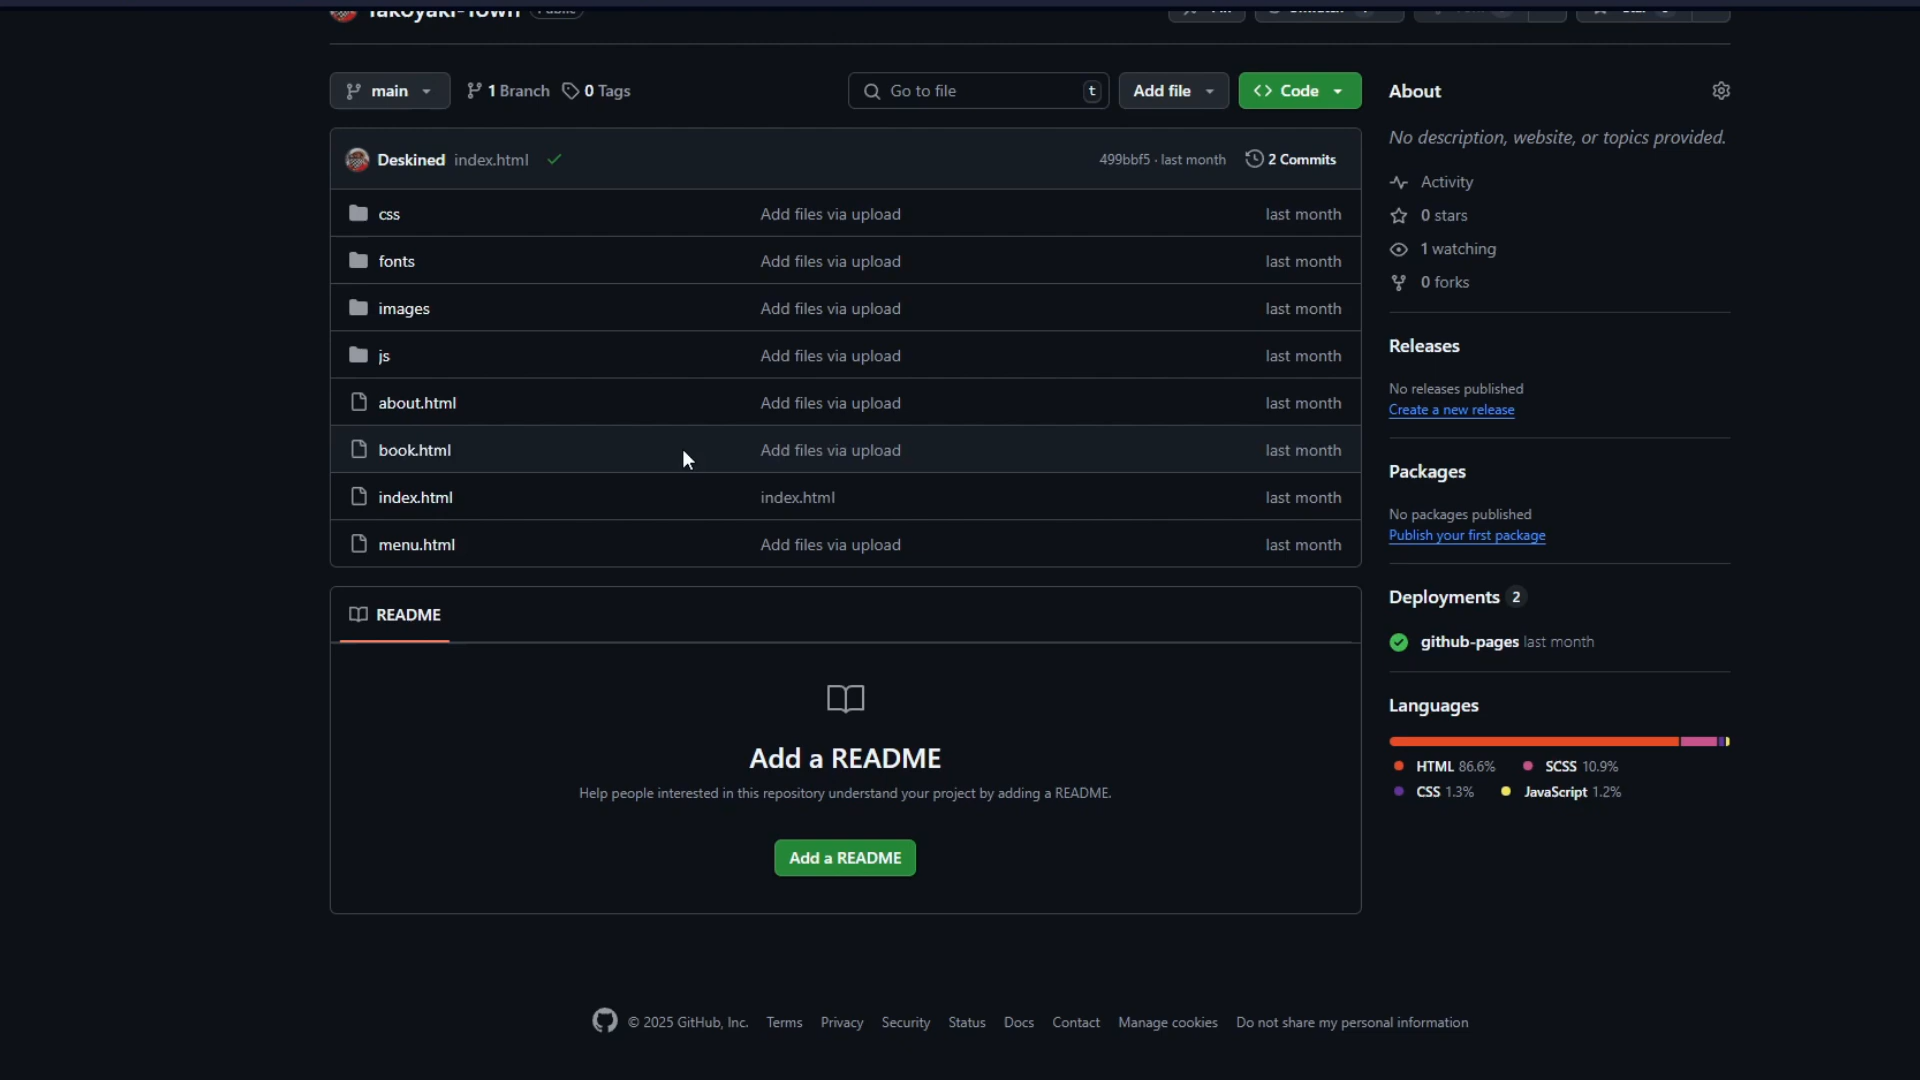 Takoyaki-Town Public
main 1 Branch 0 Tags Go to file t Add file Code
Deskined index.html 499bbf5 · last month 2 Commits
css Add files via upload last month
fonts Add files via upload last month
images Add files via upload last month
js Add files via upload last month
about.html Add files via upload last month
book.html Add files via upload last month
index.html index.html last month
menu.html Add files via upload last month
README
Add a README
Help people interested in this repository understand your project by adding a README.
Add a README
About
No description, website, or topics provided.
Activity
0 stars
1 watching
0 forks
Releases
No releases published
Create a new release
Packages
No packages published
Publish your first package
Deployments 2
github-pages last month
Languages
HTML 86.6% SCSS 10.9%
CSS 1.3% JavaScript 1.2%
© 2025 GitHub, Inc. Terms Privacy Security Status Docs Contact Manage cookies Do not share my personal information